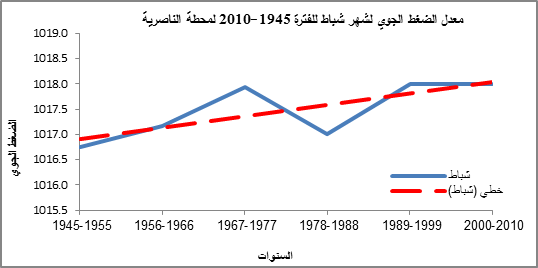 معدل الضغط الجوي لشهر شباط للفترة 1945-2010 لمحطة الناصرية
1019.0
1018.5
1018.0
1017.5
1017.0
1016.5
1016.0
1015.5
الضغط الجوي
شباط
خطي (شباط)
1945-1955 1956-1966 1967-1977 1978-1988 1989-1999 2000-2010
السنوات